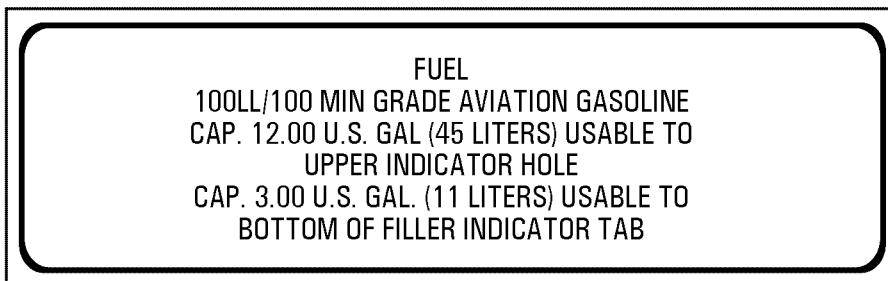 FUEL
100LL/100 MIN GRADE AVIATION GASOLINE
CAP. 12.00 U.S. GAL (45 LITERS) USABLE TO
UPPER INDICATOR HOLE
CAP. 3.00 U.S. GAL. (11 LITERS) USABLE TO
BOTTOM OF FILLER INDICATOR TAB